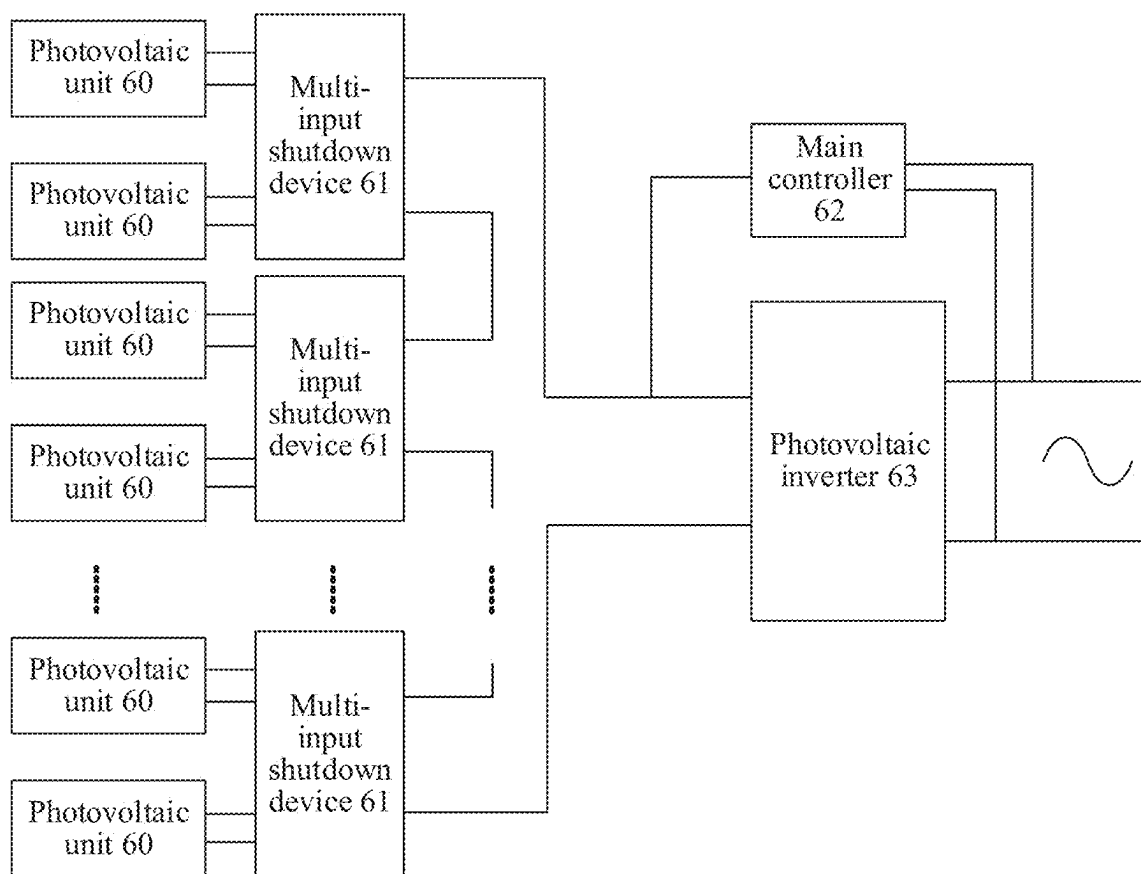 Photovoltaic
unit 60
Multi-
input
shutdown
device 61
Photovoltaic
unit 60
Photovoltaic
unit 60
Multi-
input
shutdown
device 61
Photovoltaic
unit 60
Photovoltaic
unit 60
Multi-
input
shutdown
device 61
Photovoltaic
unit 60
Main
controller
62
Photovoltaic
inverter 63